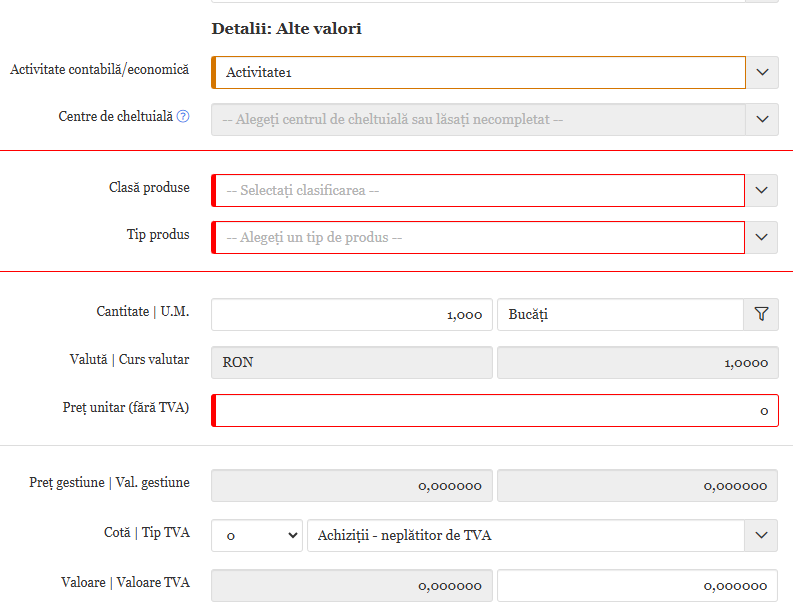 Detalii: Alte valori
Activitate contabilă/economică Activitate1
Centre de cheltuială ? -- Alegeți centrul de cheltuială sau lăsați necompletat --
Clasă produse -- Selectați clasificarea --
Tip produs -- Alegeți un tip de produs --
Cantitate | U.M. 1,000 Bucăți
Valută | Curs valutar RON 1,0000
Preț unitar (fără TVA) 0
Preț gestiune | Val. gestiune 0,000000 0,000000
Cotă | Tip TVA 0 Achiziții - neplătitor de TVA
Valoare | Valoare TVA 0,000000 0,000000